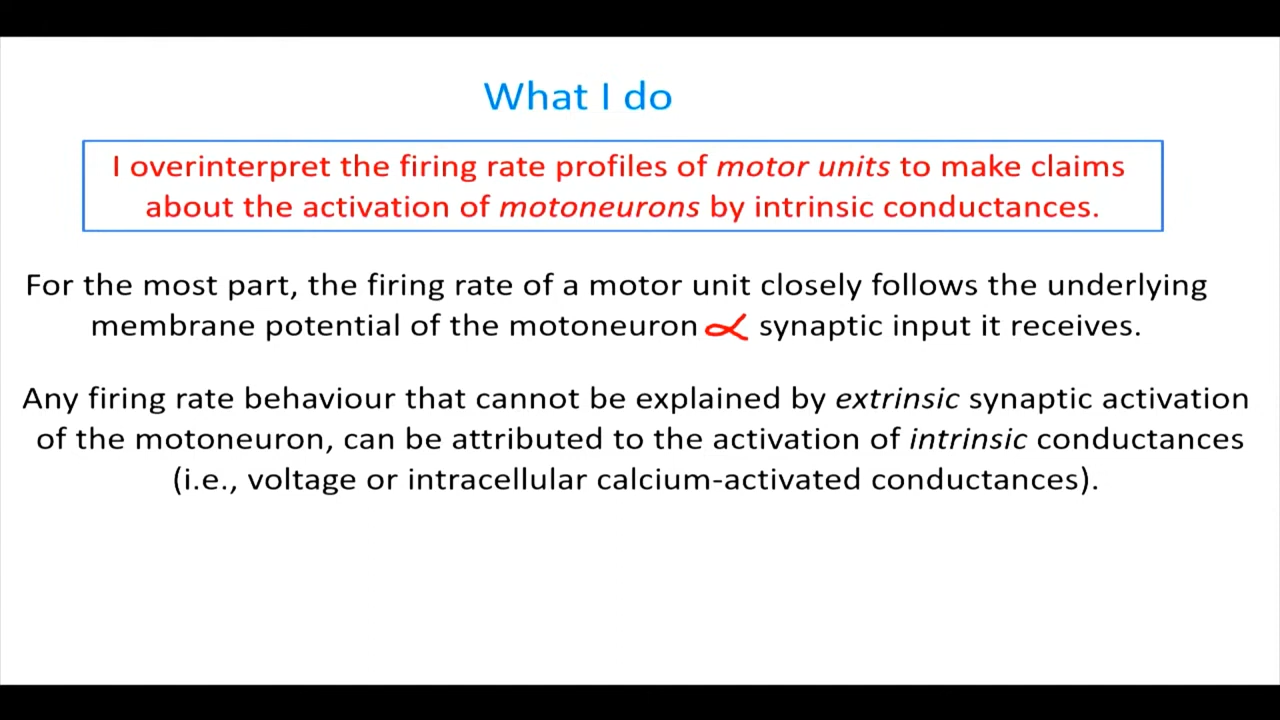 What I do
I overinterpret the firing rate profiles of motor units to make claims
about the activation of motoneurons by intrinsic conductances.
For the most part, the firing rate of a motor unit closely follows the underlying
membrane potential of the motoneuron ∝ synaptic input it receives.
Any firing rate behaviour that cannot be explained by extrinsic synaptic activation
of the motoneuron, can be attributed to the activation of intrinsic conductances
(i.e., voltage or intracellular calcium-activated conductances).